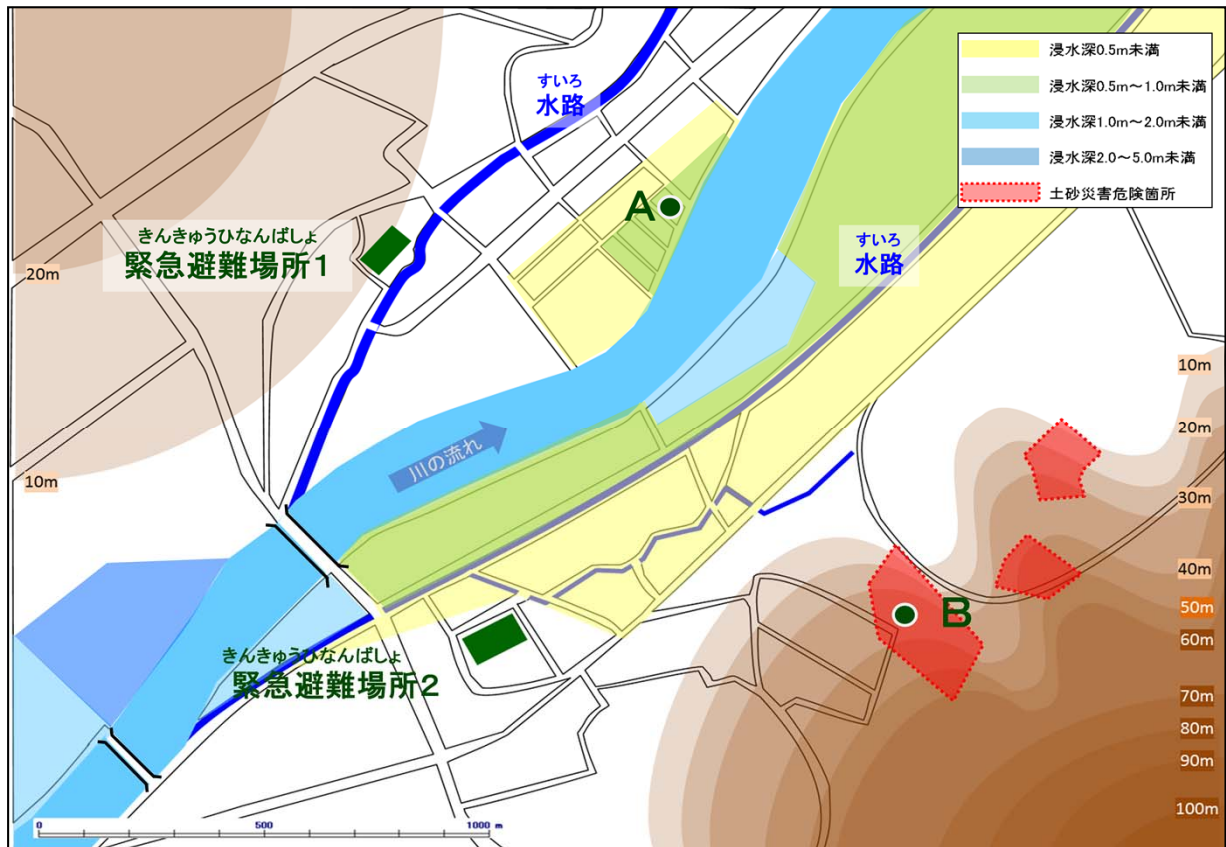 浸水深0.5m未満
浸水深0.5m~1.0m未満
浸水深1.0m~2.0m未満
浸水深2.0~5.0m未満
土砂災害危険箇所
すいろ
水路
A
きんきゅうひなんばしょ
緊急避難場所1
すいろ
水路
20m
10m
川の流れ
10m
20m
30m
40m
50m
60m
70m
80m
90m
100m
B
きんきゅうひなんばしょ
緊急避難場所2
0 500 1000 m